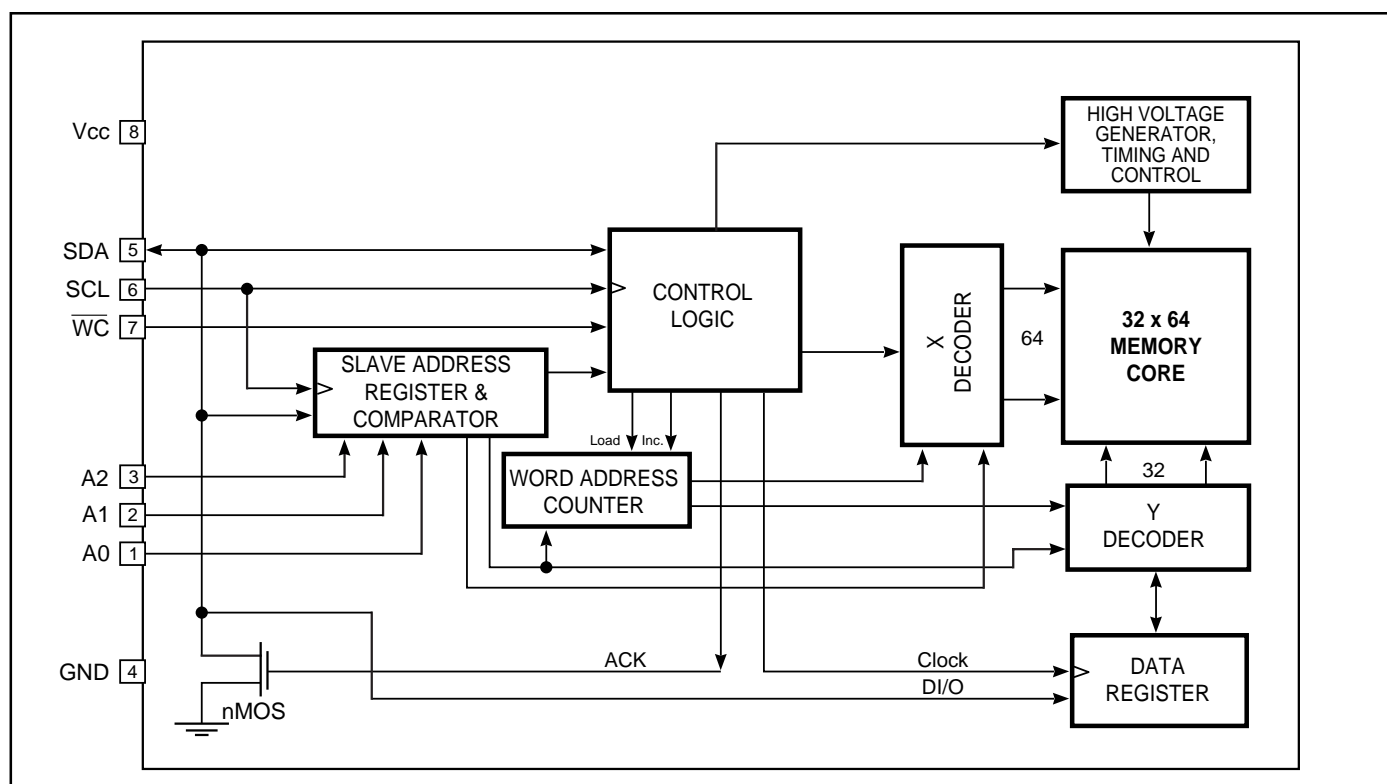 HIGH VOLTAGE
GENERATOR,
TIMING AND
CONTROL
Vcc 8
SDA 5
SCL 6
WC 7
CONTROL
LOGIC
X
DECODER
64
32 x 64
MEMORY
CORE
SLAVE ADDRESS
REGISTER &
COMPARATOR
Load Inc.
A2 3
A1 2
A0 1
WORD ADDRESS
COUNTER
32
Y
DECODER
GND 4
nMOS
ACK
Clock
DI/O
DATA
REGISTER